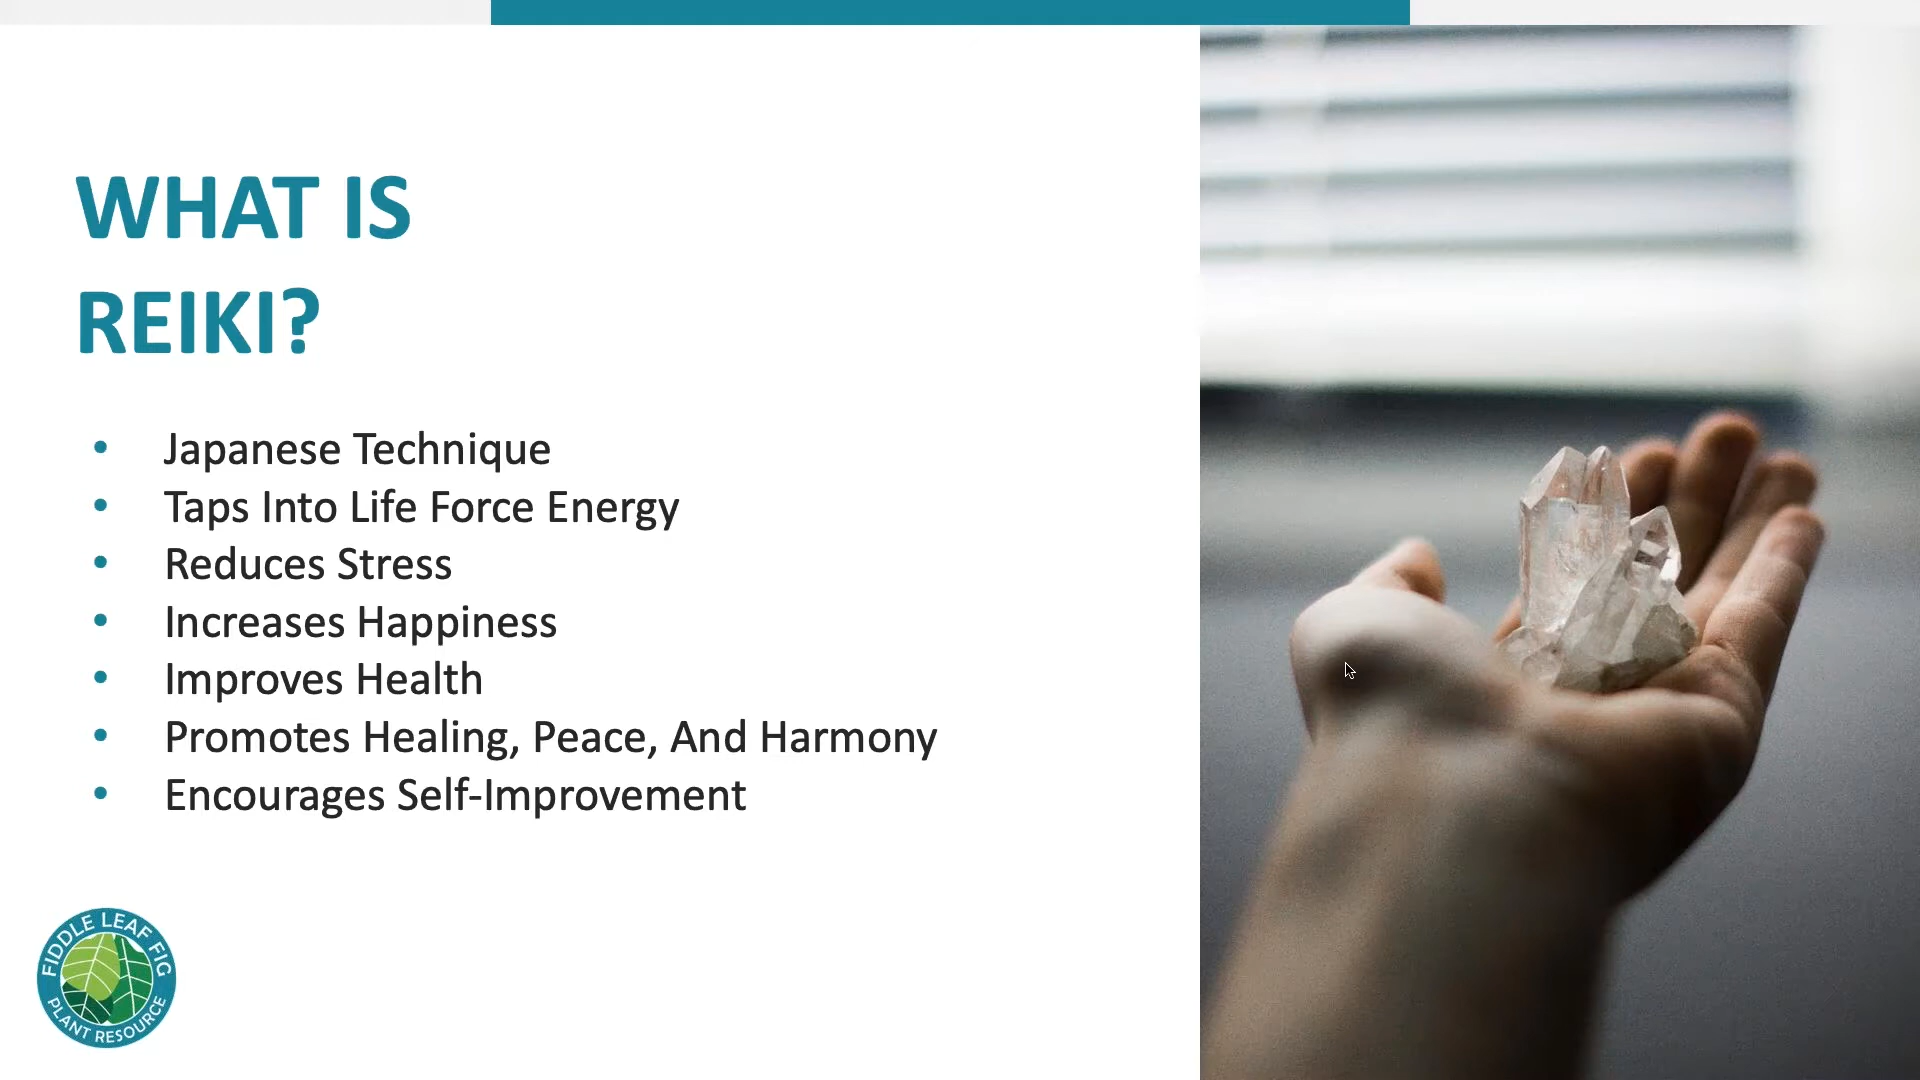 WHAT IS
REIKI?
• Japanese Technique
• Taps Into Life Force Energy
• Reduces Stress
• Increases Happiness
• Improves Health
• Promotes Healing, Peace, And Harmony
• Encourages Self-Improvement
FIDDLE LEAF FIG
PLANT RESOURCE